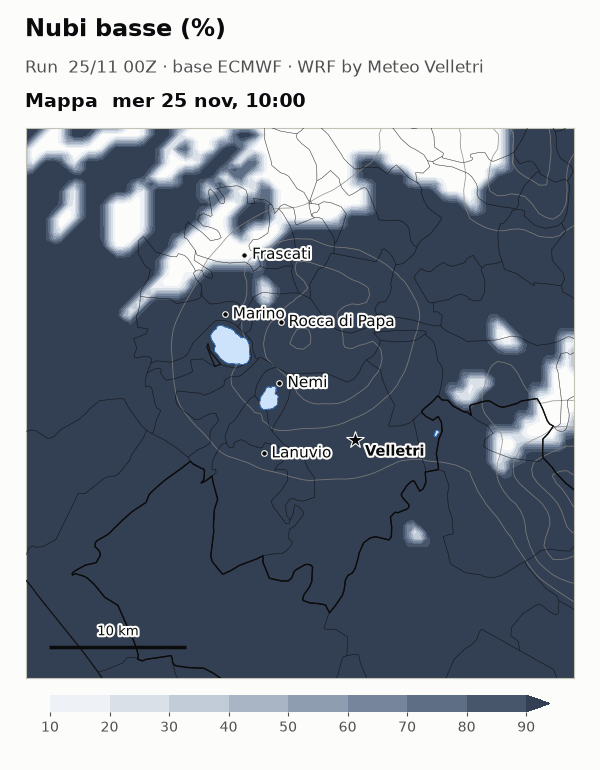 Nubi basse (%)
Run  25/11 00Z · base ECMWF · WRF by Meteo Velletri
Mappa  mer 25 nov, 10:00
Frascati
Marino
Rocca di Papa
Nemi
Velletri
Lanuvio
10 km
10 20 30 40 50 60 70 80 90